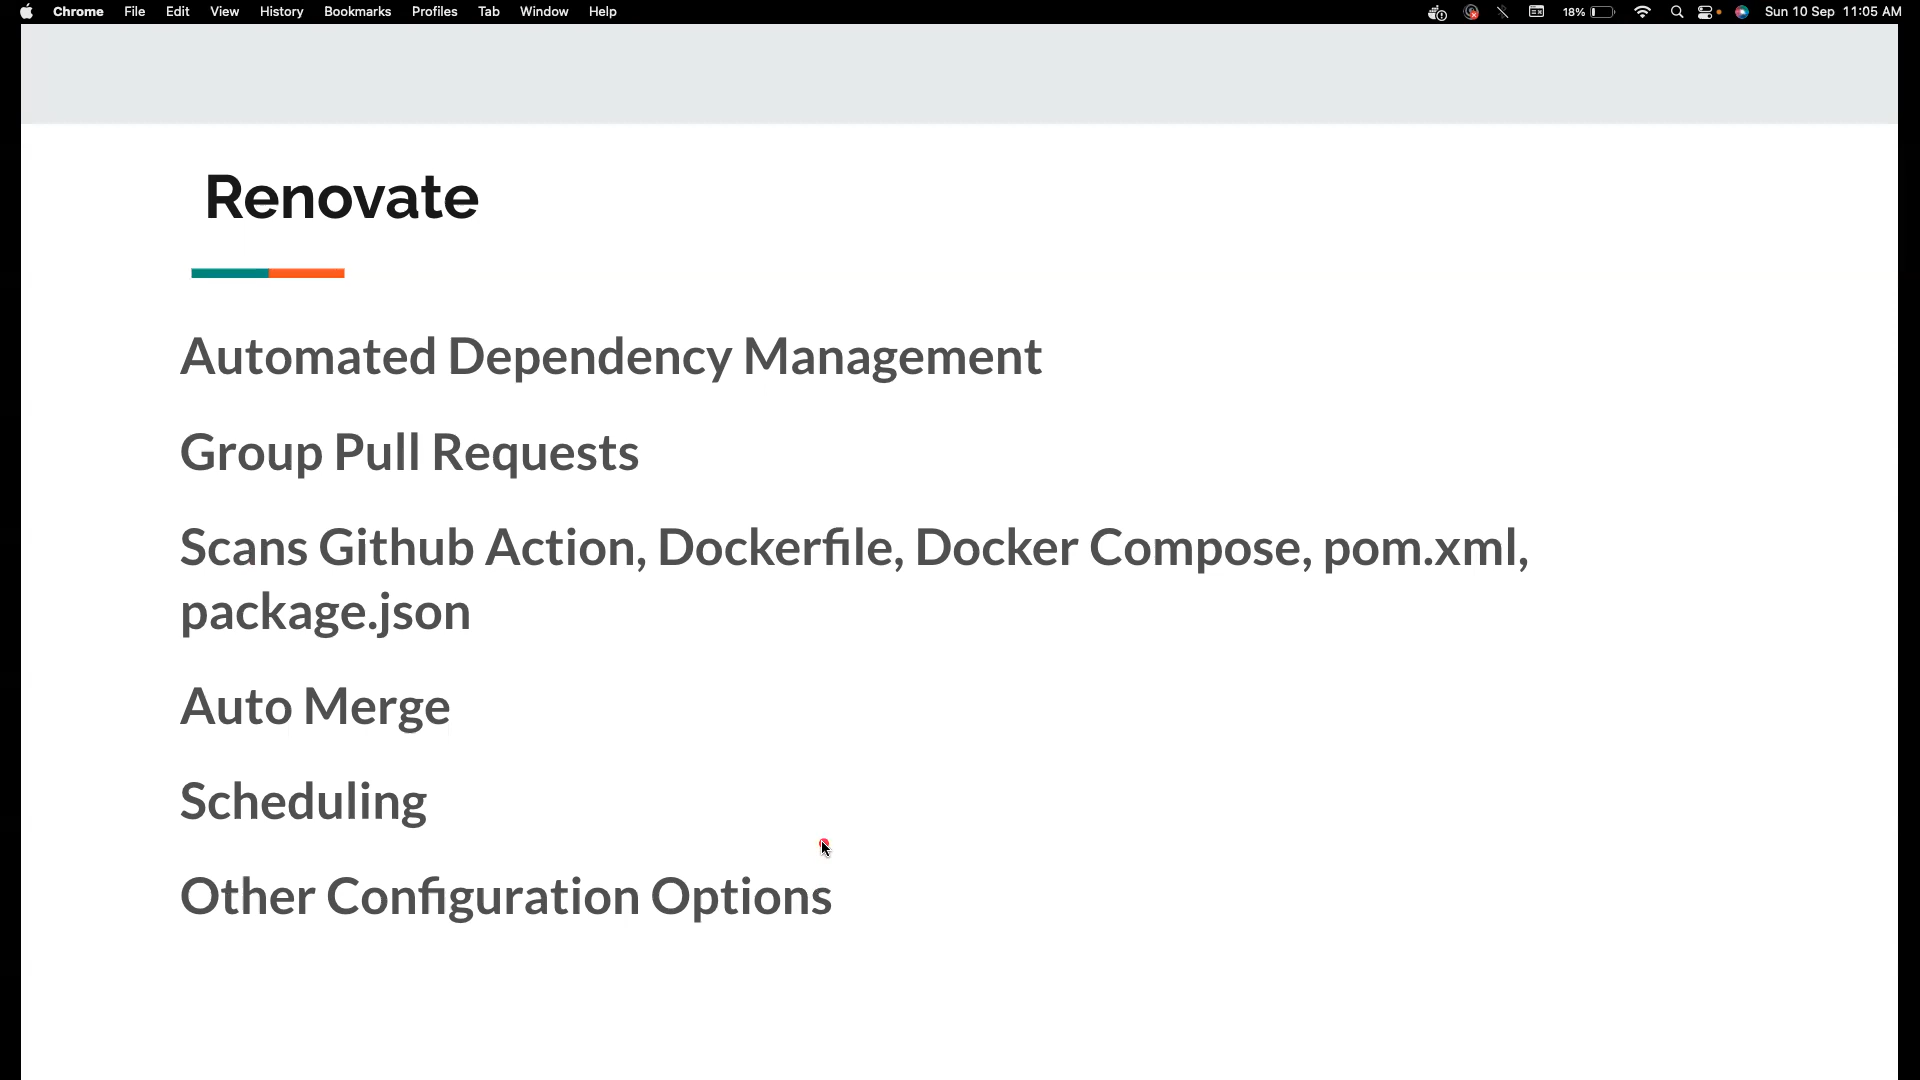 Chrome File Edit View History Bookmarks Profiles Tab Window Help 18% Sun 10 Sep 11:05 AM
Renovate
Automated Dependency Management
Group Pull Requests
Scans Github Action, Dockerfile, Docker Compose, pom.xml,
package.json
Auto Merge
Scheduling
Other Configuration Options